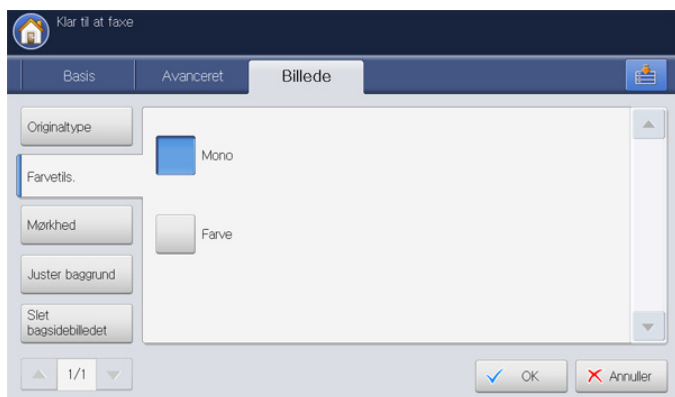 Klar til at faxe
Basis
Avanceret
Billede
Originaltype
Farvetils.
Mørkhed
Juster baggrund
Slet
bagsidebilledet
Mono
Farve
1/1
OK
Annuller